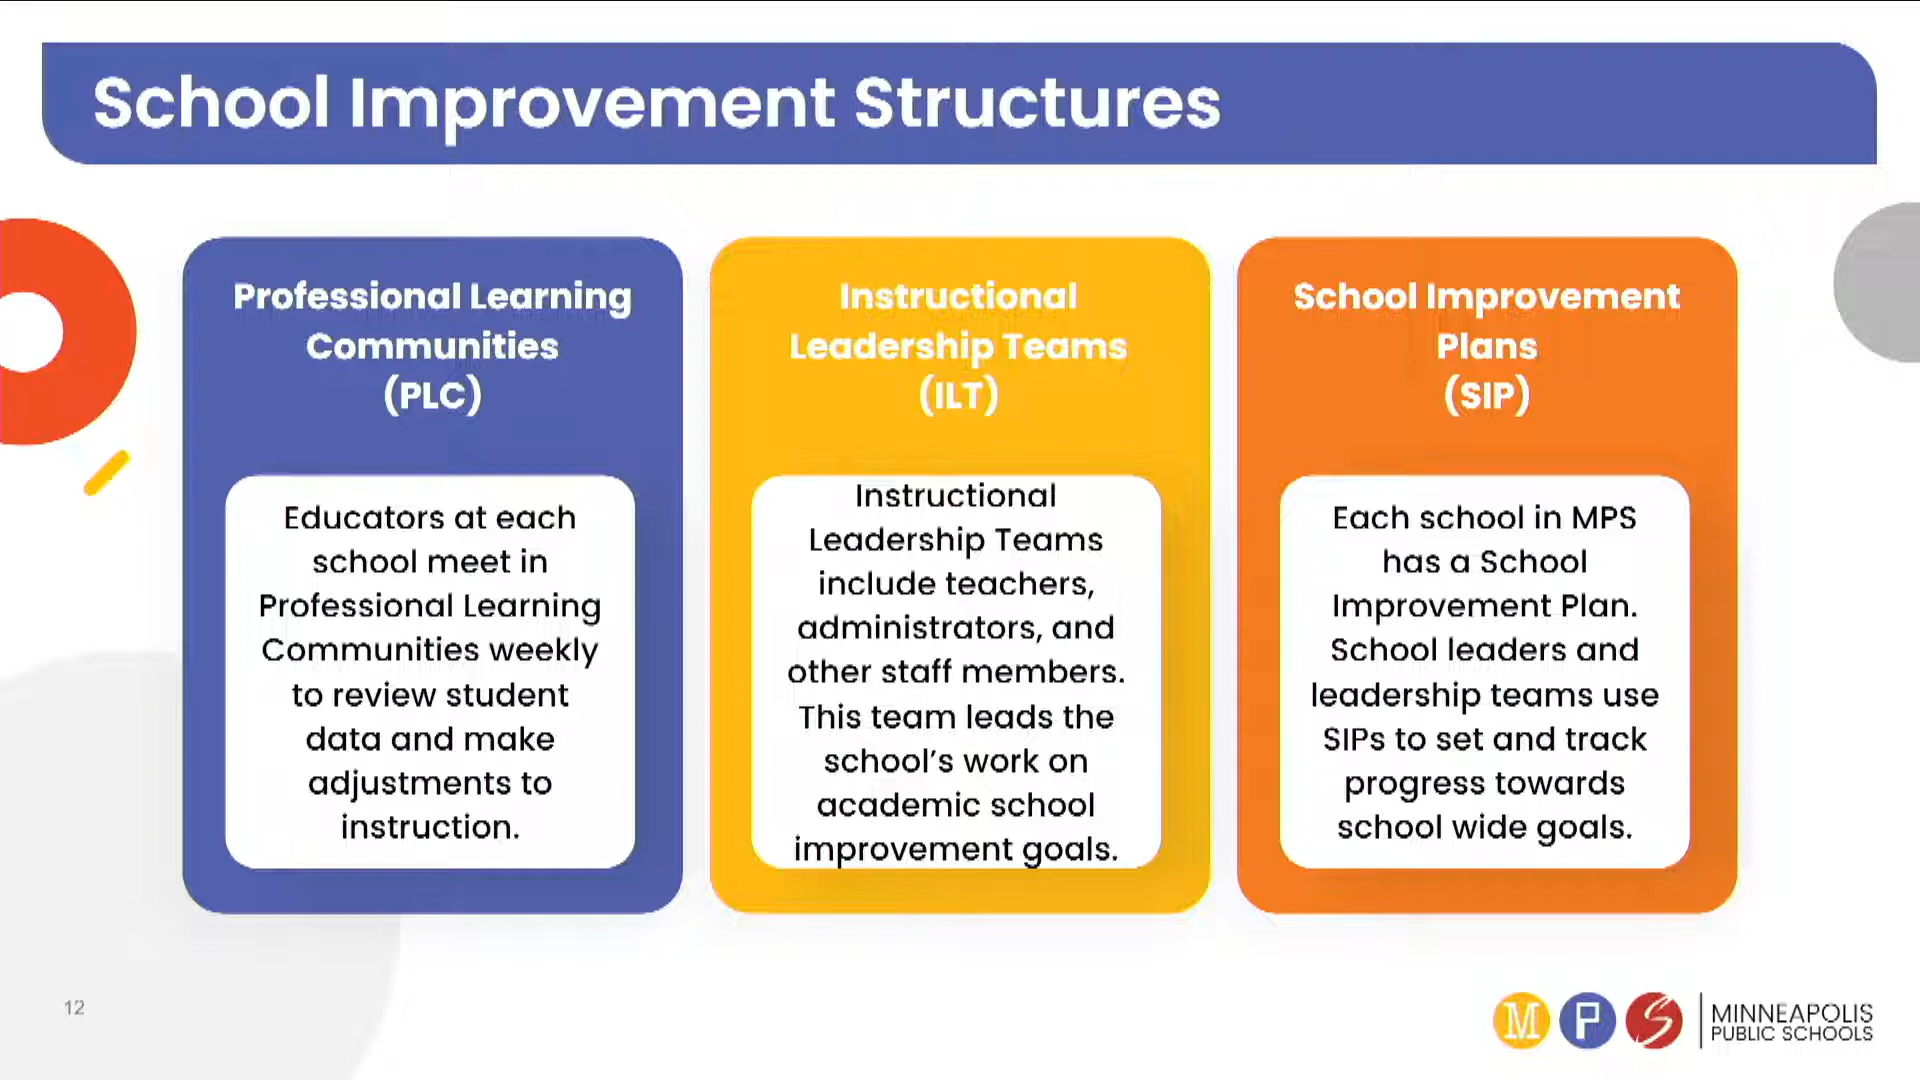 School Improvement Structures
Professional Learning
Communities
(PLC)
Educators at each
school meet in
Professional Learning
Communities weekly
to review student
data and make
adjustments to
instruction.
Instructional
Leadership Teams
(ILT)
Instructional
Leadership Teams
include teachers,
administrators, and
other staff members.
This team leads the
school’s work on
academic school
improvement goals.
School Improvement
Plans
(SIP)
Each school in MPS
has a School
Improvement Plan.
School leaders and
leadership teams use
SIPs to set and track
progress towards
school wide goals.
12
M P S
MINNEAPOLIS
PUBLIC SCHOOLS